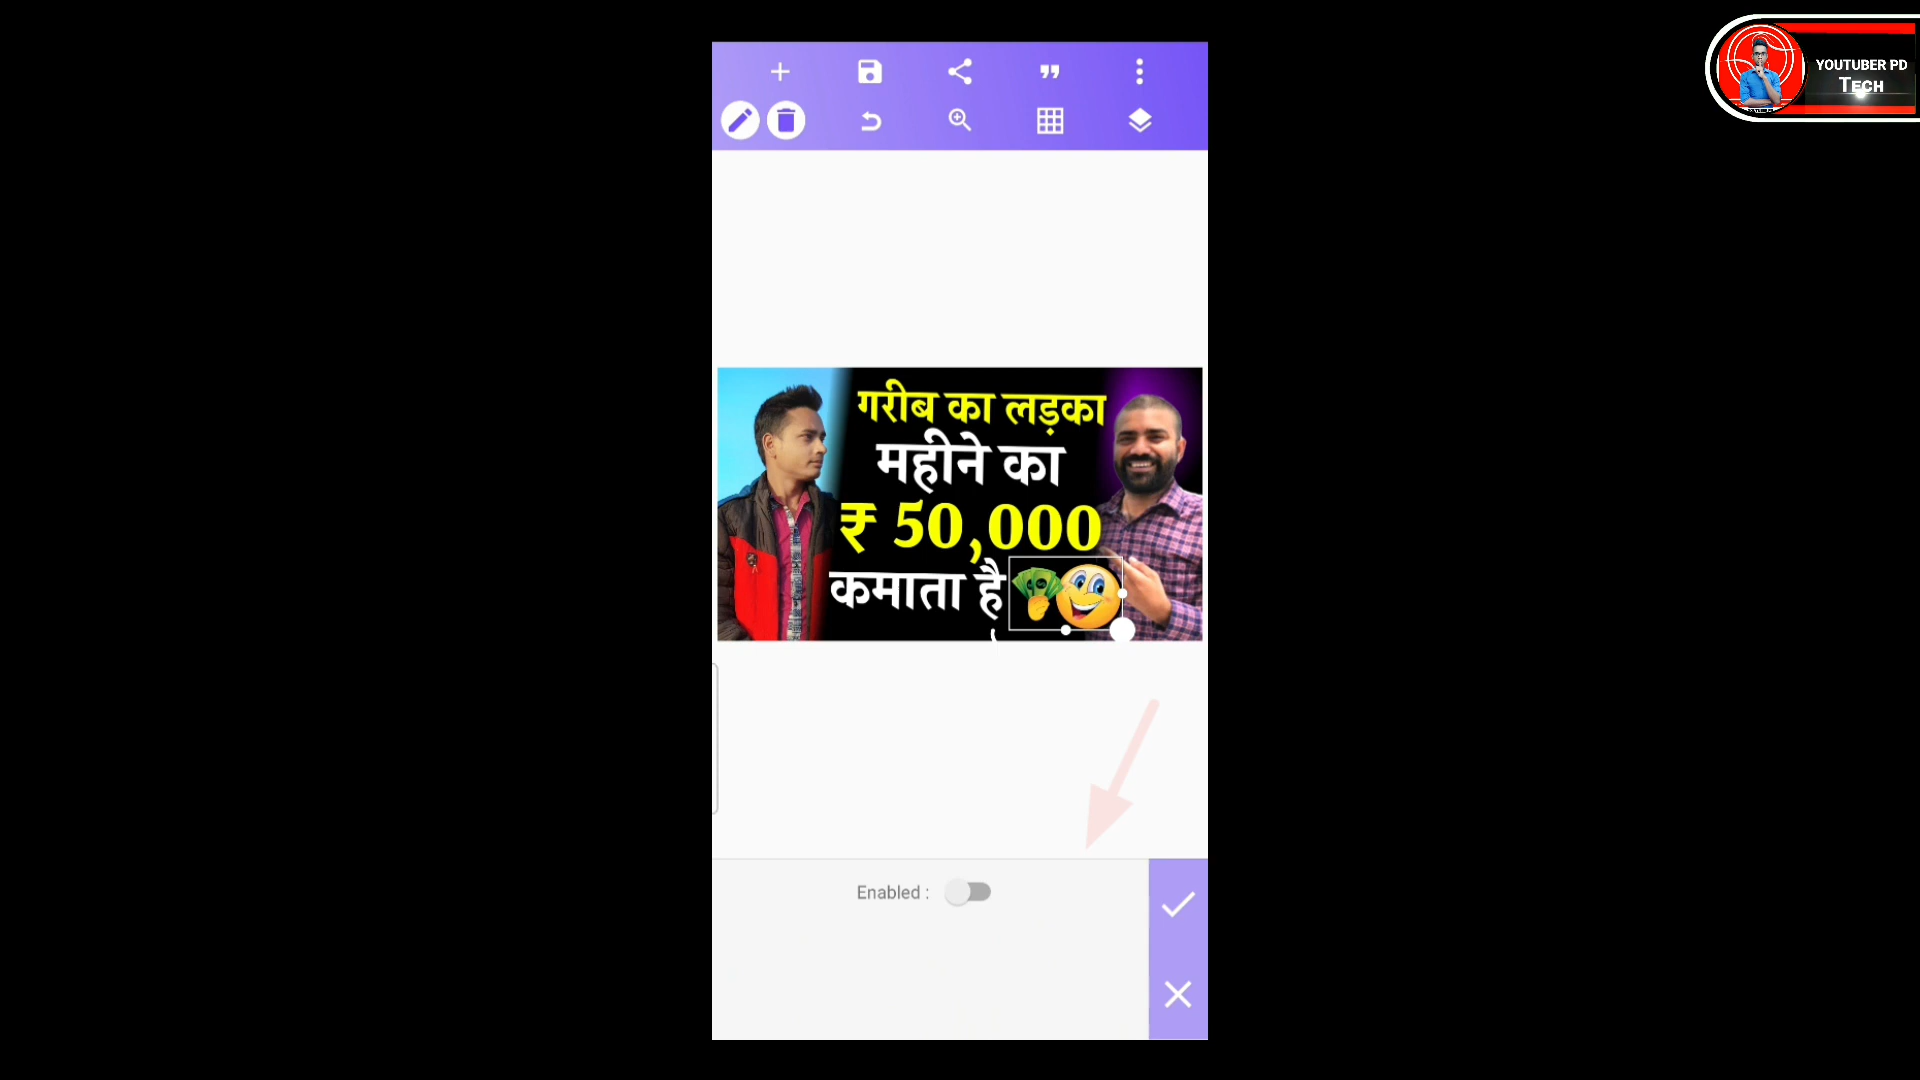 YOUTUBER PD
TECH
गरीब का लड़का
महीने का
₹ 50,000
कमाता है
Enabled :